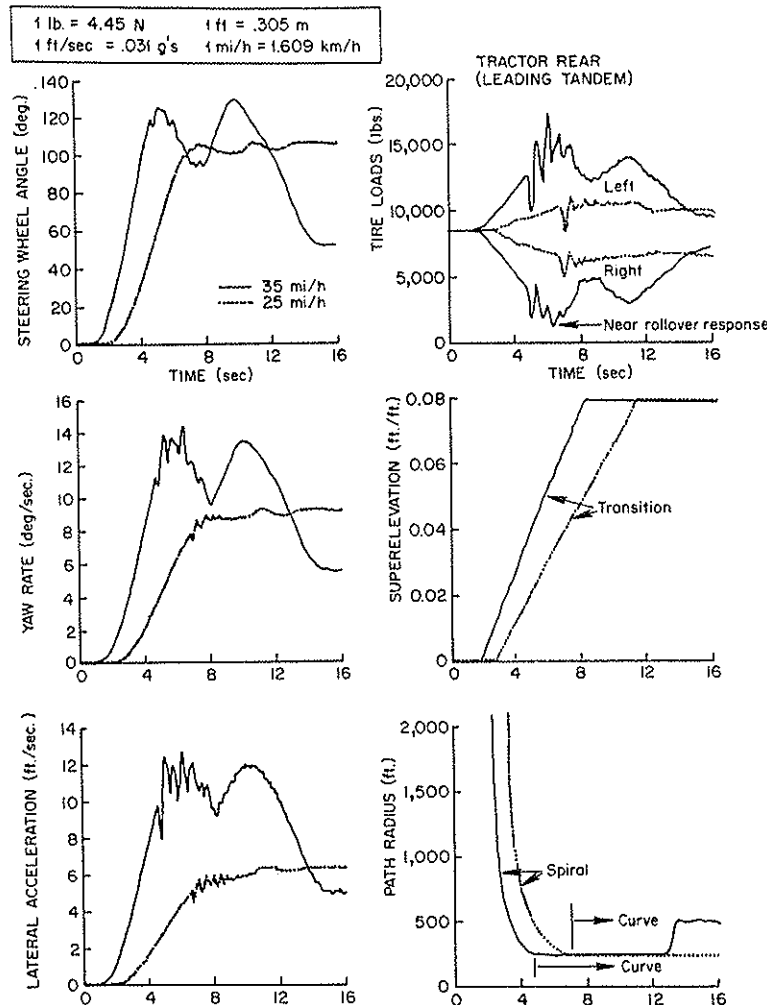 1 lb. = 4.45 N 1 ft = .305 m
1 ft/sec = .031 g's 1 mi/h = 1.609 km/h
STEERING WHEEL ANGLE (deg.)
.140
120
100
80
60
40
20
0
35 mi/h
25 mi/h
0 4 8 12 16
TIME (sec)
TRACTOR REAR
(LEADING TANDEM)
TIRE LOADS (lbs.)
20,000
15,000
10,000
5,000
0
Left
Right
Near rollover response
0 4 8 12 16
TIME (sec)
YAW RATE (deg/sec.)
16
14
12
10
8
6
4
2
0
0 4 8 12 16
SUPERELEVATION (ft./ft.)
0.08
0.06
0.04
0.02
0
Transition
0 4 8 12 16
LATERAL ACCELERATION (ft./sec.)
14
12
10
8
6
4
2
0
0 4 8 12 16
PATH RADIUS (ft.)
2,000
1,500
1,000
500
0
Spiral
Curve
Curve
0 4 8 12 16